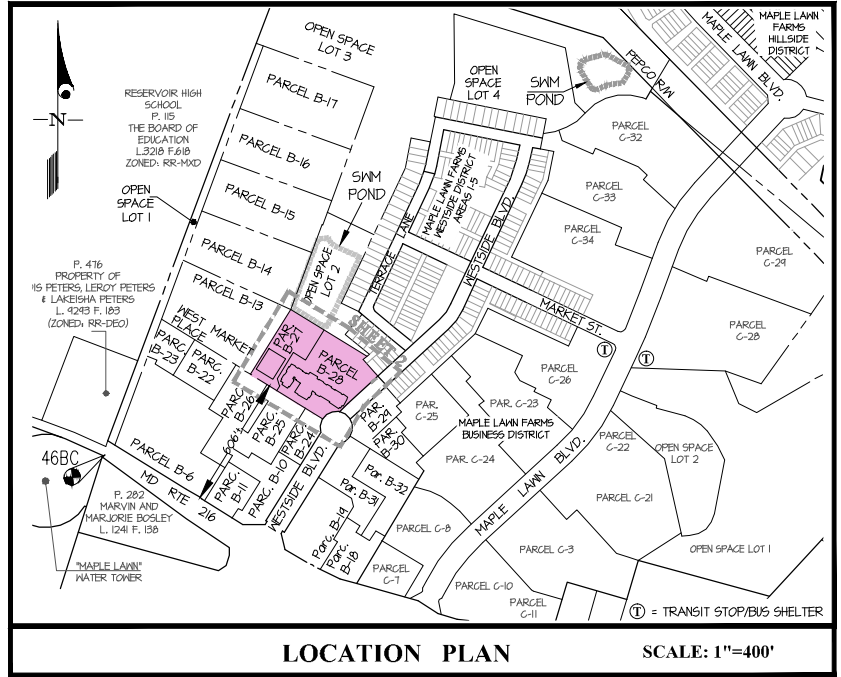 OPEN SPACE
LOT 3
PARCEL B-17
PARCEL B-16
PARCEL B-15
PARCEL B-14
PARCEL B-13
N
RESERVOIR HIGH
SCHOOL
P. 115
THE BOARD OF
EDUCATION
L.3218 F.618
ZONED: RR-MXD
OPEN
SPACE
LOT 1
P. 476
PROPERTY OF
IS PETERS, LEROY PETERS
& LAKEISHA PETERS
L. 4293 F. 183
(ZONED: RR-DEO)
SWM
POND
OPEN SPACE
LOT 2
OPEN
SPACE
LOT 4
SWM
POND
PEPCO R/W
MAPLE LAWN BLVD.
MAPLE LAWN
FARMS
HILLSIDE
DISTRICT
MAPLE LAWN FARMS
WESTSIDE DISTRICT
AREAS 1-5
TERRACE LANE
WESTSIDE BLVD.
MARKET ST.
PARCEL
C-32
PARCEL
C-33
PARCEL
C-34
PARCEL
C-29
PARCEL
C-28
PARCEL
C-26
T
T
WEST MARKET
PLACE
PARC.
B-23
PARC.
B-22
PAR.
B-27
PARCEL
B-28
SHEET 2
PARC.
B-26
PARC.
B-25
PARC.
B-24
606's
PARC.
B-11
PARC. B-10
PARCEL B-6
MD RTE 216
WESTSIDE BLVD.
PAR.
B-29
PAR.
B-30
Par.
B-31
Par. B-32
Parc. B-19
Parc.
B-18
PAR.
C-25
PAR. C-23
MAPLE LAWN FARMS
BUSINESS DISTRICT
PAR. C-24
PARCEL
C-22
PARCEL
C-21
OPEN SPACE
LOT 2
OPEN SPACE LOT 1
MAPLE LAWN BLVD.
PARCEL C-8
PARCEL
C-7
PARCEL C-3
PARCEL C-10
PARCEL
C-11
46BC
P. 282
MARVIN AND
MARJORIE BOSLEY
L. 1241 F. 138
"MAPLE LAWN"
WATER TOWER
T = TRANSIT STOP/BUS SHELTER
LOCATION PLAN
SCALE: 1"=400'